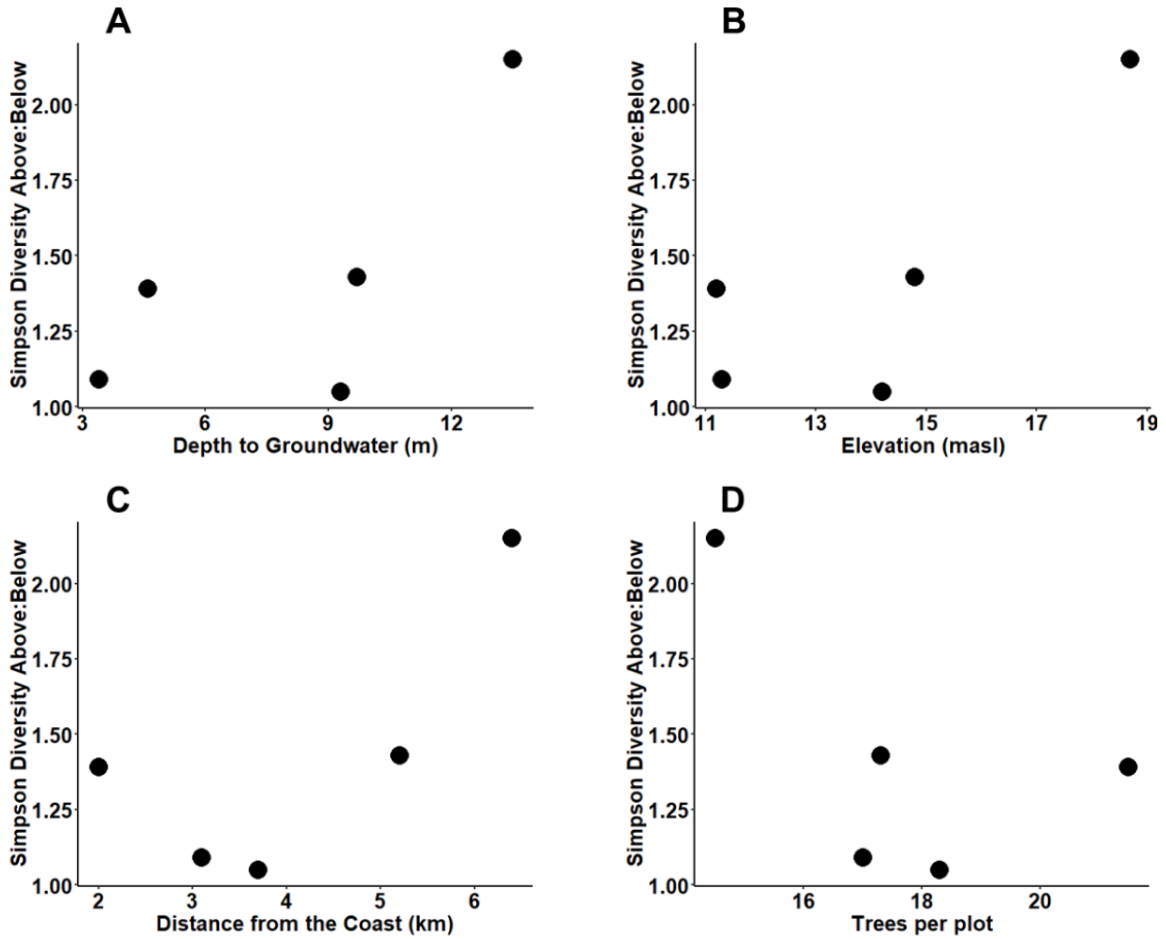 A
Simpson Diversity Above:Below
2.00
1.75
1.50
1.25
1.00
3 6 9 12
Depth to Groundwater (m)
B
Simpson Diversity Above:Below
2.00
1.75
1.50
1.25
1.00
11 13 15 17 19
Elevation (masl)
C
Simpson Diversity Above:Below
2.00
1.75
1.50
1.25
1.00
2 3 4 5 6
Distance from the Coast (km)
D
Simpson Diversity Above:Below
2.00
1.75
1.50
1.25
1.00
16 18 20
Trees per plot